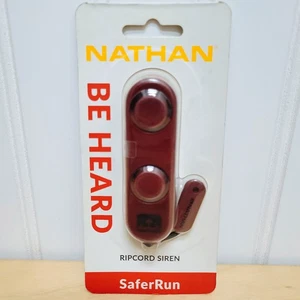 NATHAN
BE HEARD
RIPCORD SIREN
SaferRun